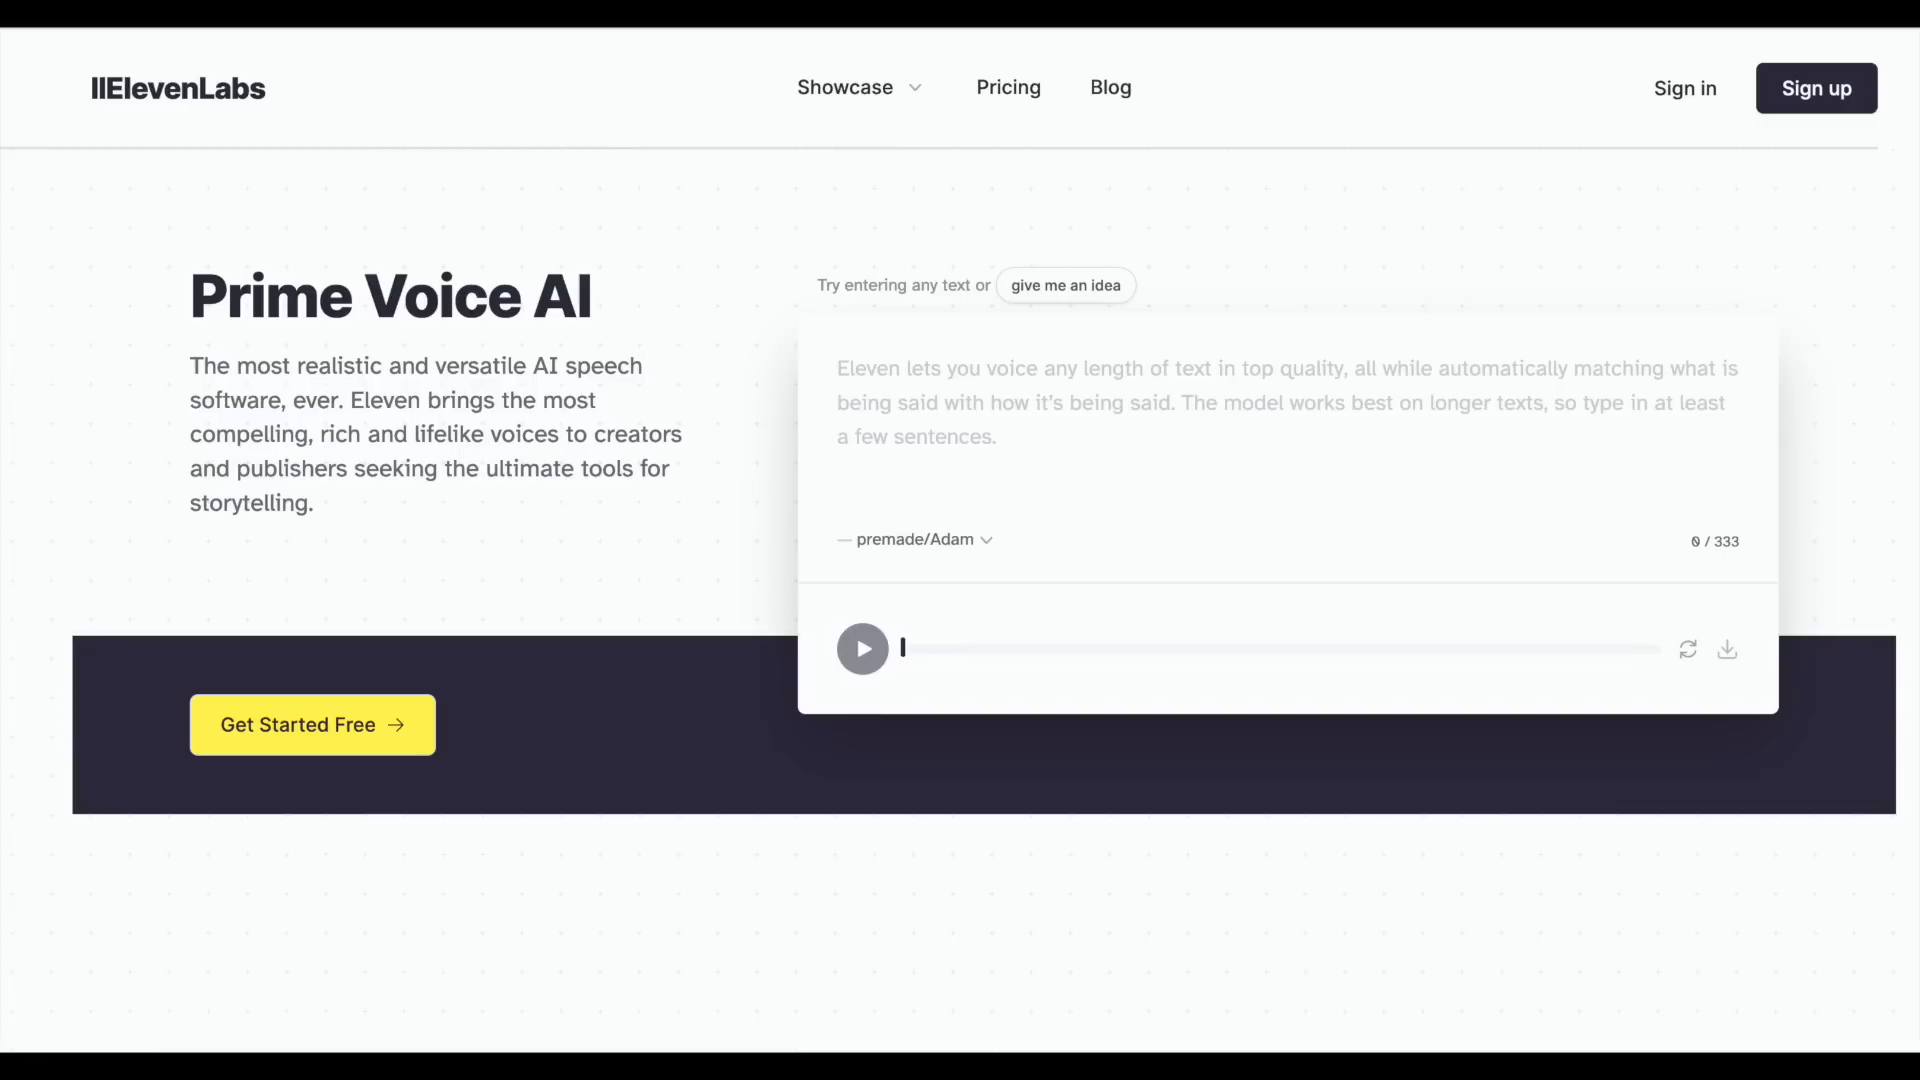 IIElevenLabs
Showcase
Pricing
Blog
Sign in
Sign up
Prime Voice AI
The most realistic and versatile AI speech
software, ever. Eleven brings the most
compelling, rich and lifelike voices to creators
and publishers seeking the ultimate tools for
storytelling.
Get Started Free →
Try entering any text or give me an idea
Eleven lets you voice any length of text in top quality, all while automatically matching what is
being said with how it’s being said. The model works best on longer texts, so type in at least
a few sentences.
— premade/Adam
0 / 333